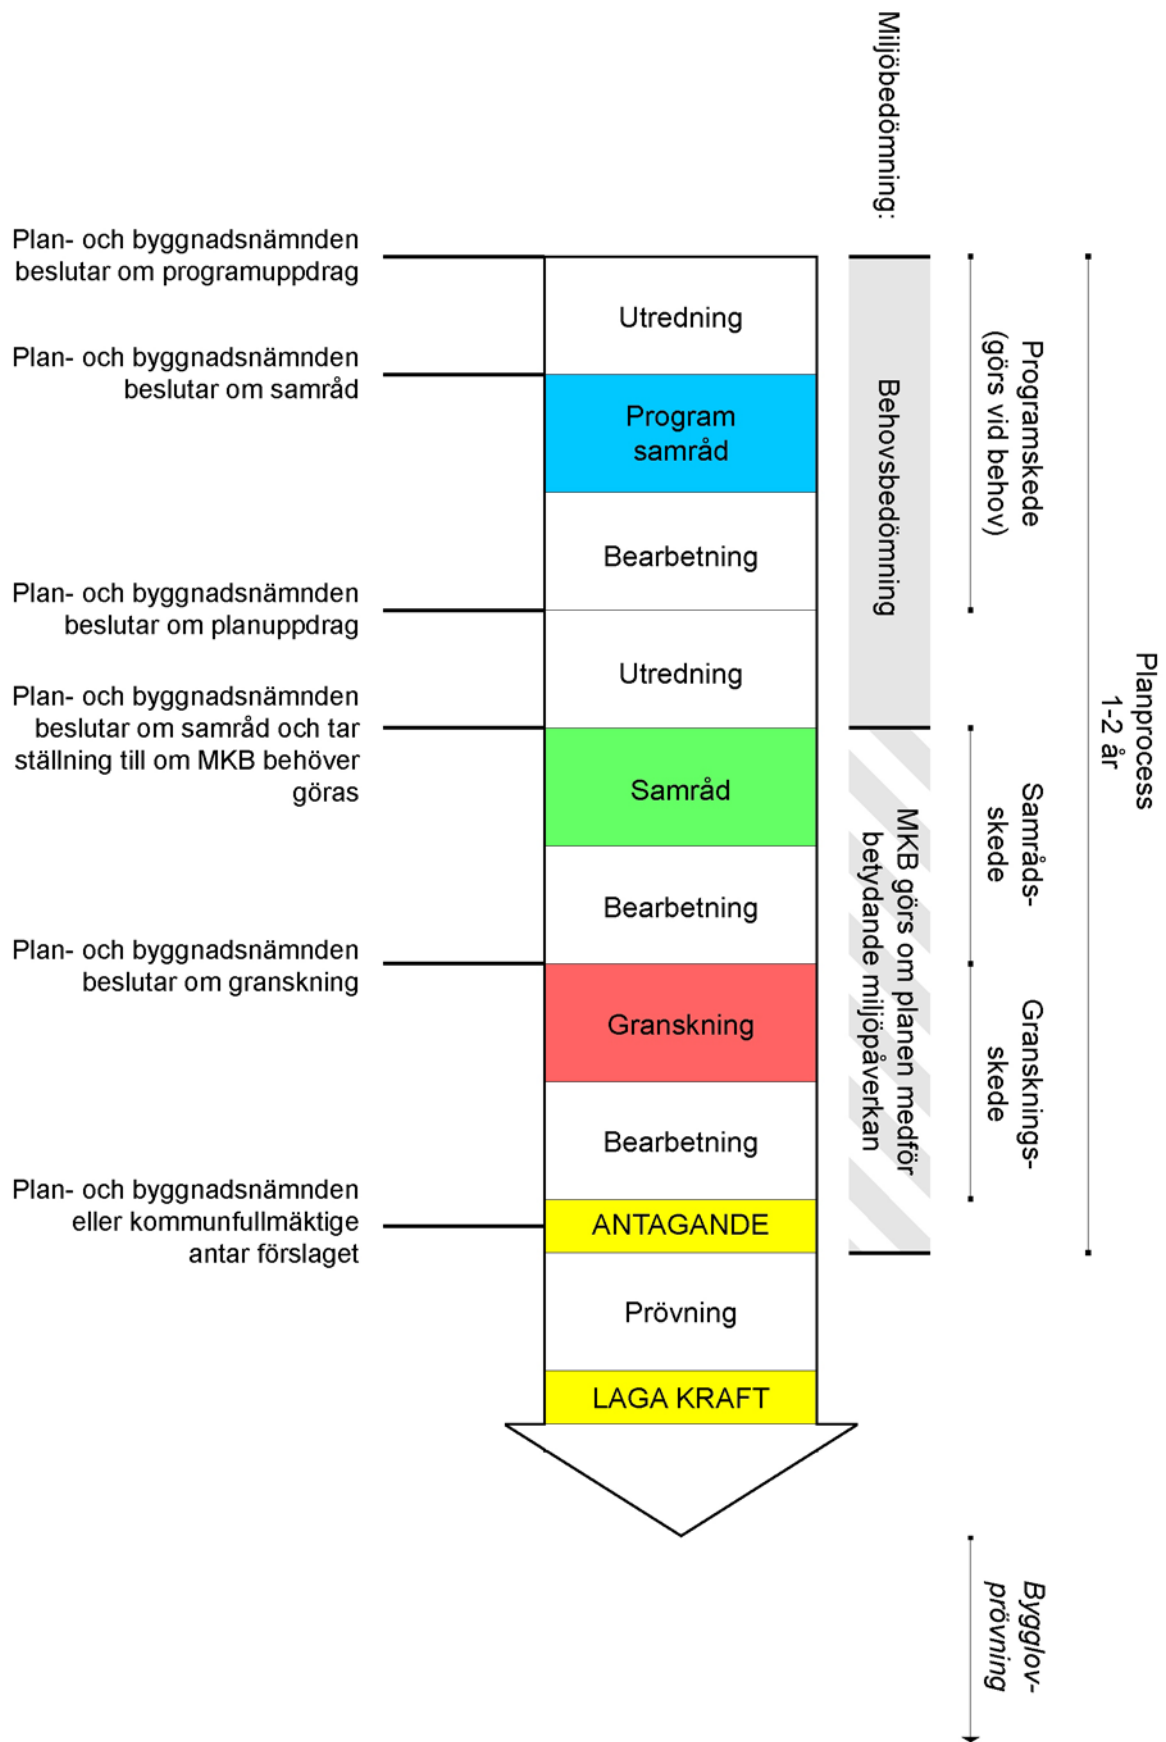 Miljöbedömning:
Plan- och byggnadsnämnden
beslutar om programuppdrag
Plan- och byggnadsnämnden
beslutar om samråd
Plan- och byggnadsnämnden
beslutar om planuppdrag
Plan- och byggnadsnämnden
beslutar om samråd och tar
ställning till om MKB behöver
göras
Plan- och byggnadsnämnden
beslutar om granskning
Plan- och byggnadsnämnden
eller kommunfullmäktige
antar förslaget
Utredning
Program
samråd
Bearbetning
Utredning
Samråd
Bearbetning
Granskning
Bearbetning
ANTAGANDE
Prövning
LAGA KRAFT
Behovsbedömning
MKB görs om planen medför
betydande miljöpåverkan
Programskede
(görs vid behov)
Samråds-
skede
Gransknings-
skede
Planprocess
1-2 år
Bygglov-
prövning